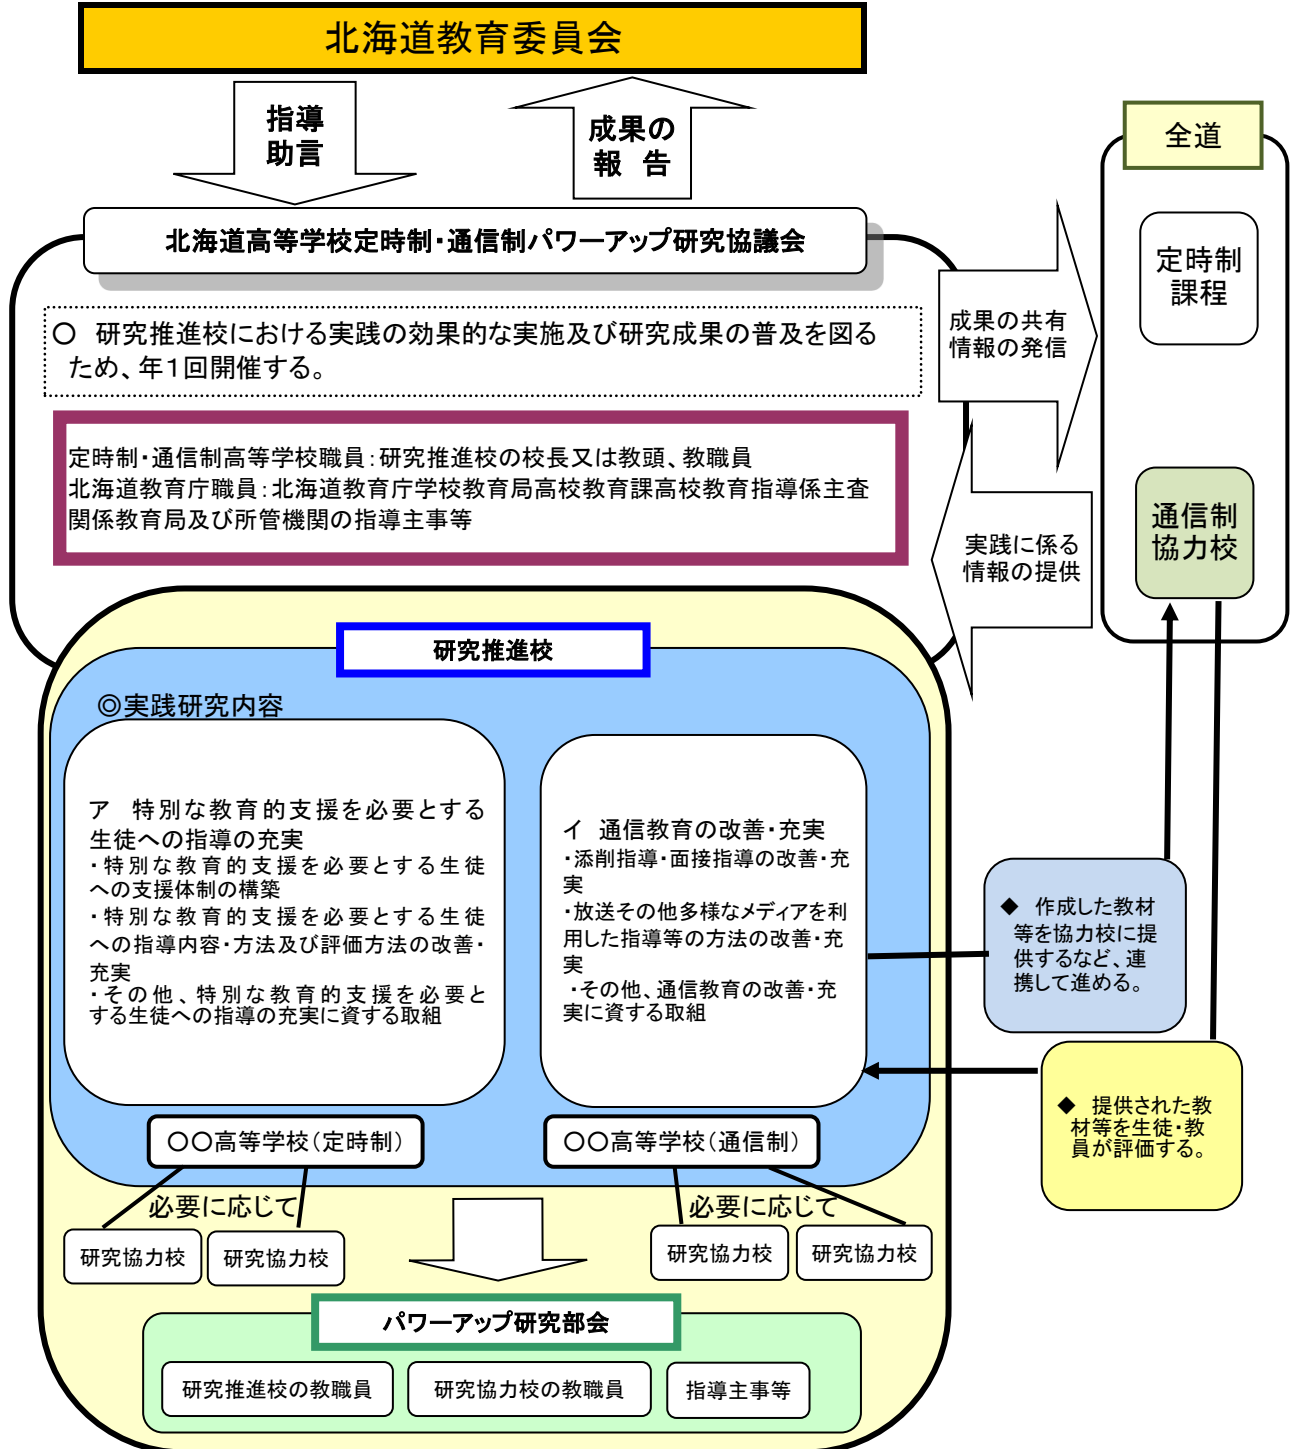 北海道教育委員会
指導
助言
成果の
報 告
全道
北海道高等学校定時制・通信制パワーアップ研究協議会
定時制
課程
成果の共有
情報の発信
○ 研究推進校における実践の効果的な実施及び研究成果の普及を図る
ため、年1回開催する。
定時制・通信制高等学校職員:研究推進校の校長又は教頭、教職員
北海道教育庁職員:北海道教育庁学校教育局高校教育課高校教育指導係主査
関係教育局及び所管機関の指導主事等
通信制
協力校
実践に係る
情報の提供
研究推進校
◎実践研究内容
ア 特別な教育的支援を必要とする
生徒への指導の充実
・特別な教育的支援を必要とする生徒
への支援体制の構築
・特別な教育的支援を必要とする生徒
への指導内容・方法及び評価方法の改善・
充実
・その他、特別な教育的支援を必要と
する生徒への指導の充実に資する取組
イ 通信教育の改善・充実
・添削指導・面接指導の改善・充
実
・放送その他多様なメディアを利
用した指導等の方法の改善・充
実
・その他、通信教育の改善・充
実に資する取組
◆ 作成した教材
等を協力校に提
供するなど、連
携して進める。
◆ 提供された教
材等を生徒・教
員が評価する。
○○高等学校(定時制)
○○高等学校(通信制)
必要に応じて
必要に応じて
研究協力校
研究協力校
研究協力校
研究協力校
パワーアップ研究部会
研究推進校の教職員
研究協力校の教職員
指導主事等